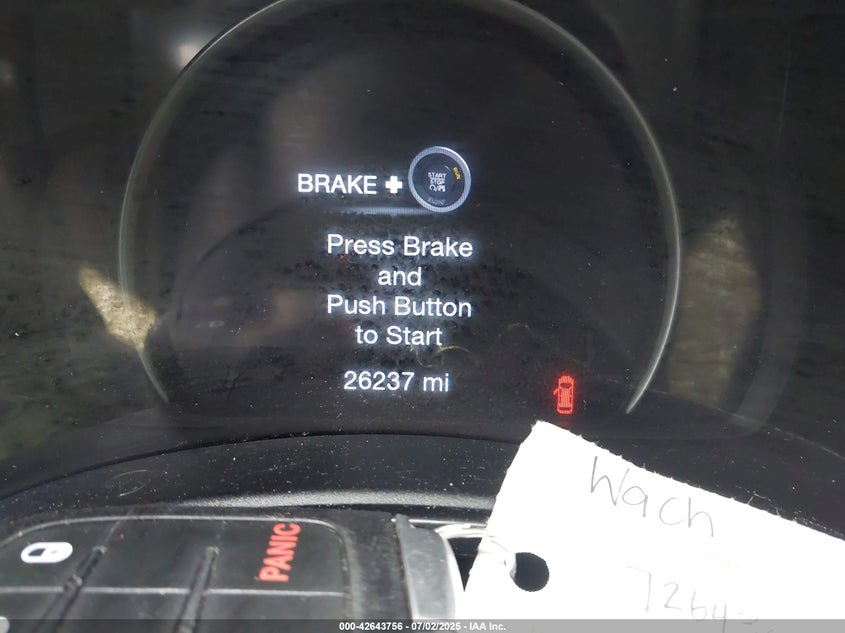 BRAKE +
START
STOP
RUN
Press Brake
and
Push Button
to Start
26237 mi
PANIC
Wach
000-42643756 - 07/02/2025 - IAA Inc.